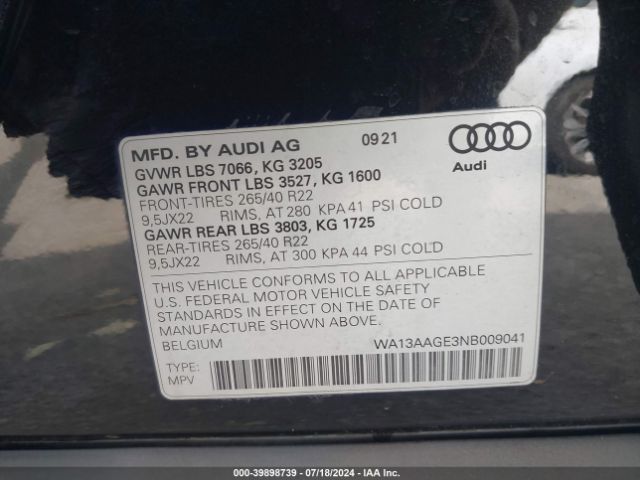 MFD. BY AUDI AG 09 21
GVWR LBS 7066, KG 3205
GAWR FRONT LBS 3527, KG 1600
FRONT-TIRES 265/40 R22
9,5JX22 RIMS, AT 280 KPA 41 PSI COLD
GAWR REAR LBS 3803, KG 1725
REAR-TIRES 265/40 R22
9,5JX22 RIMS, AT 300 KPA 44 PSI COLD
Audi
THIS VEHICLE CONFORMS TO ALL APPLICABLE
U.S. FEDERAL MOTOR VEHICLE SAFETY
STANDARDS IN EFFECT ON THE DATE OF
MANUFACTURE SHOWN ABOVE.
BELGIUM WA13AAGE3NB009041
TYPE:
MPV
000-39898739 - 07/18/2024 - IAA Inc.